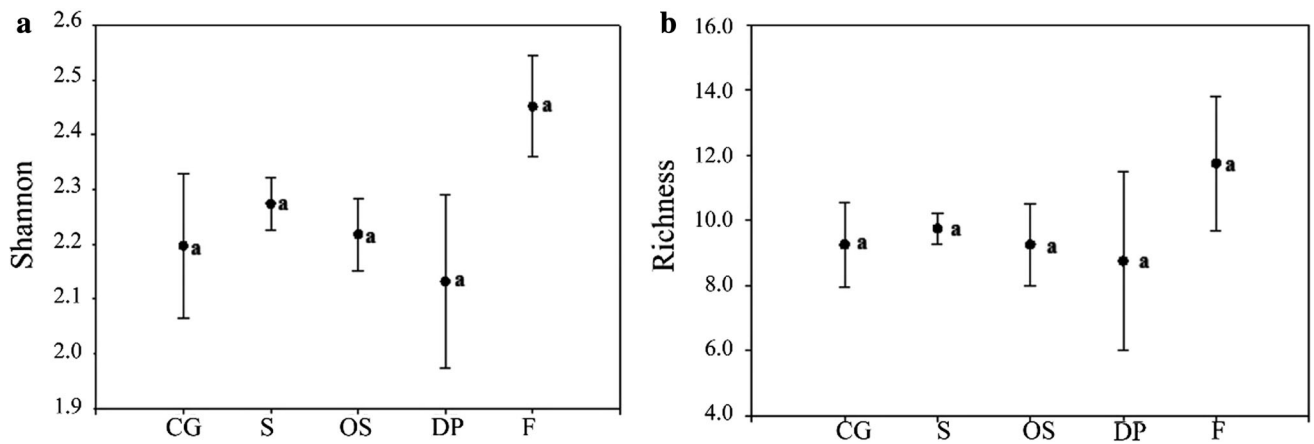 a
Shannon
2.6
2.5
2.4
2.3
2.2
2.1
2.0
1.9
a
a
a
a
a
CG S OS DP F
b
Richness
16.0
14.0
12.0
10.0
8.0
6.0
4.0
a
a
a
a
a
CG S OS DP F